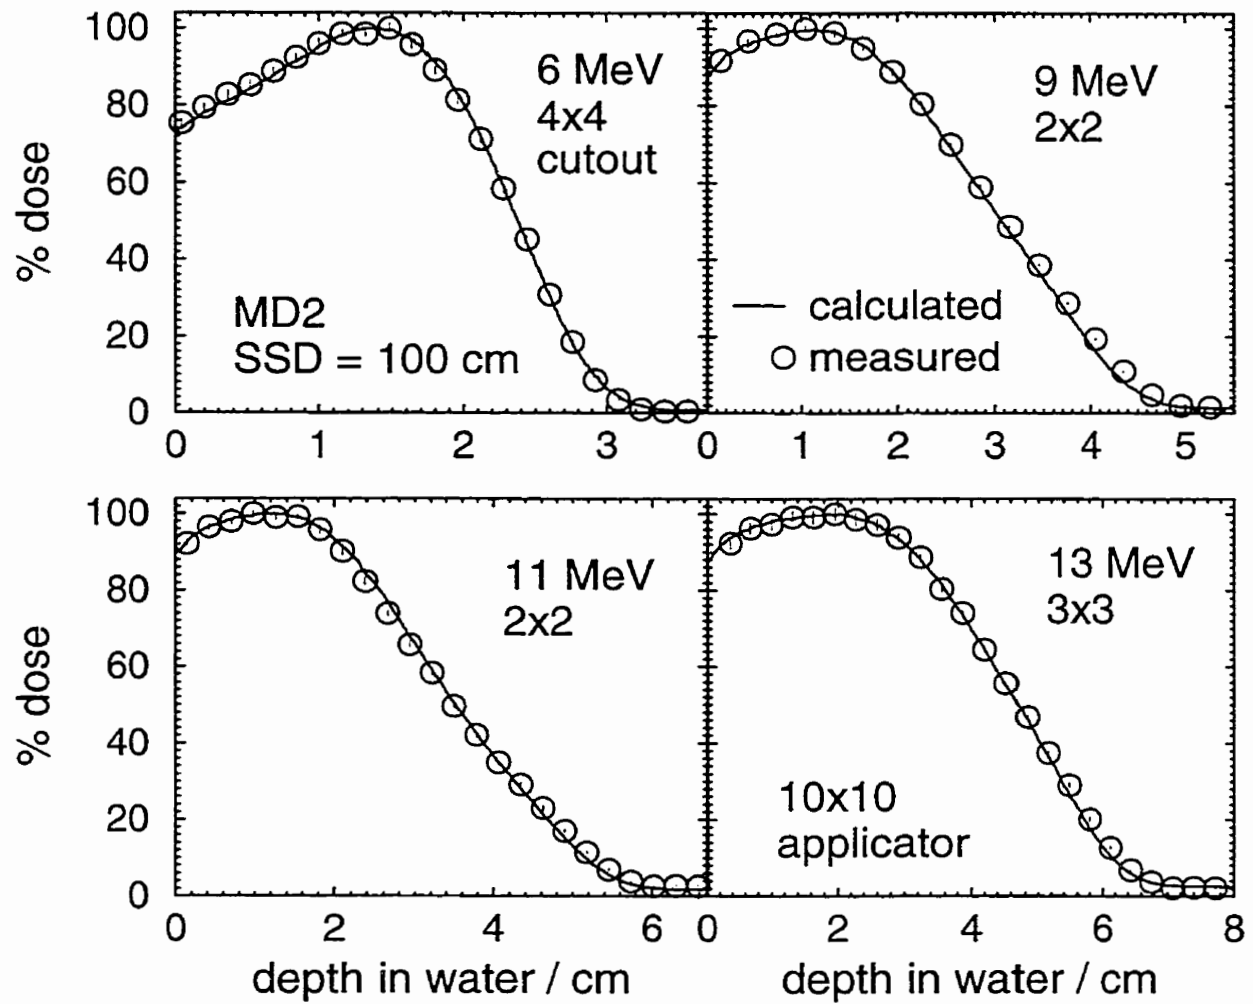 % dose
100
80
60
40
20
0
6 MeV
4x4
cutout
MD2
SSD = 100 cm
0 1 2 3
9 MeV
2x2
calculated
measured
0 1 2 3 4 5
% dose
100
80
60
40
20
0
11 MeV
2x2
0 2 4 6
depth in water / cm
13 MeV
3x3
10x10
applicator
0 2 4 6 8
depth in water / cm